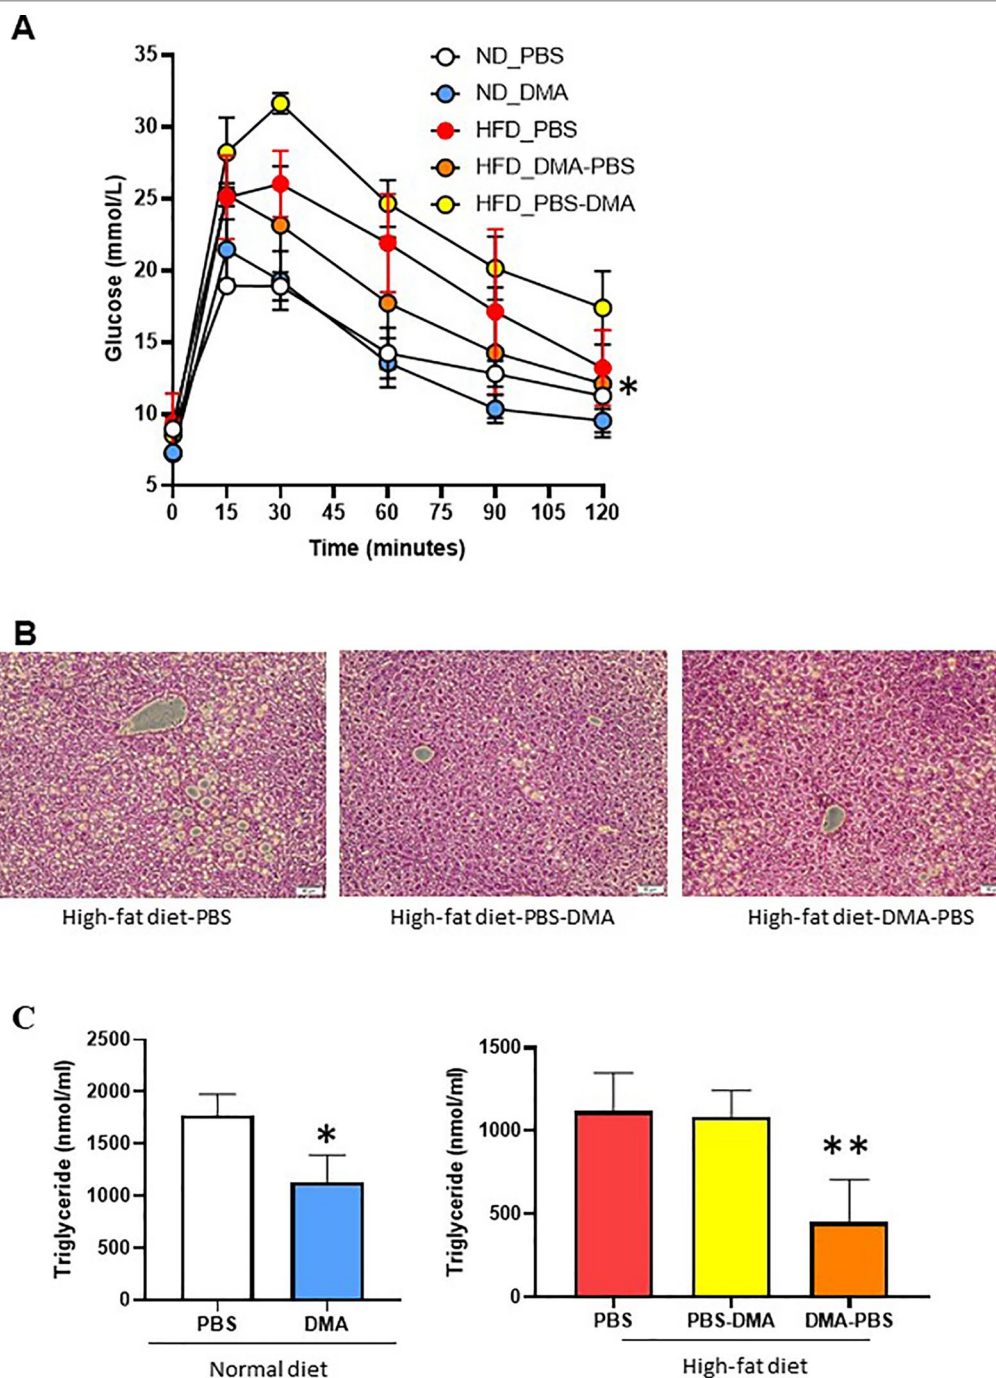 A
35
30
25
20
15
10
5
Glucose (mmol/L)
0 15 30 45 60 75 90 105 120
Time (minutes)
ND_PBS
ND_DMA
HFD_PBS
HFD_DMA-PBS
HFD_PBS-DMA
*
B
High-fat diet-PBS
High-fat diet-PBS-DMA
High-fat diet-DMA-PBS
C
2500
2000
1500
1000
500
0
Triglyceride (nmol/ml)
*
PBS DMA
Normal diet
1500
1000
500
0
Triglyceride (nmol/ml)
**
PBS PBS-DMA DMA-PBS
High-fat diet